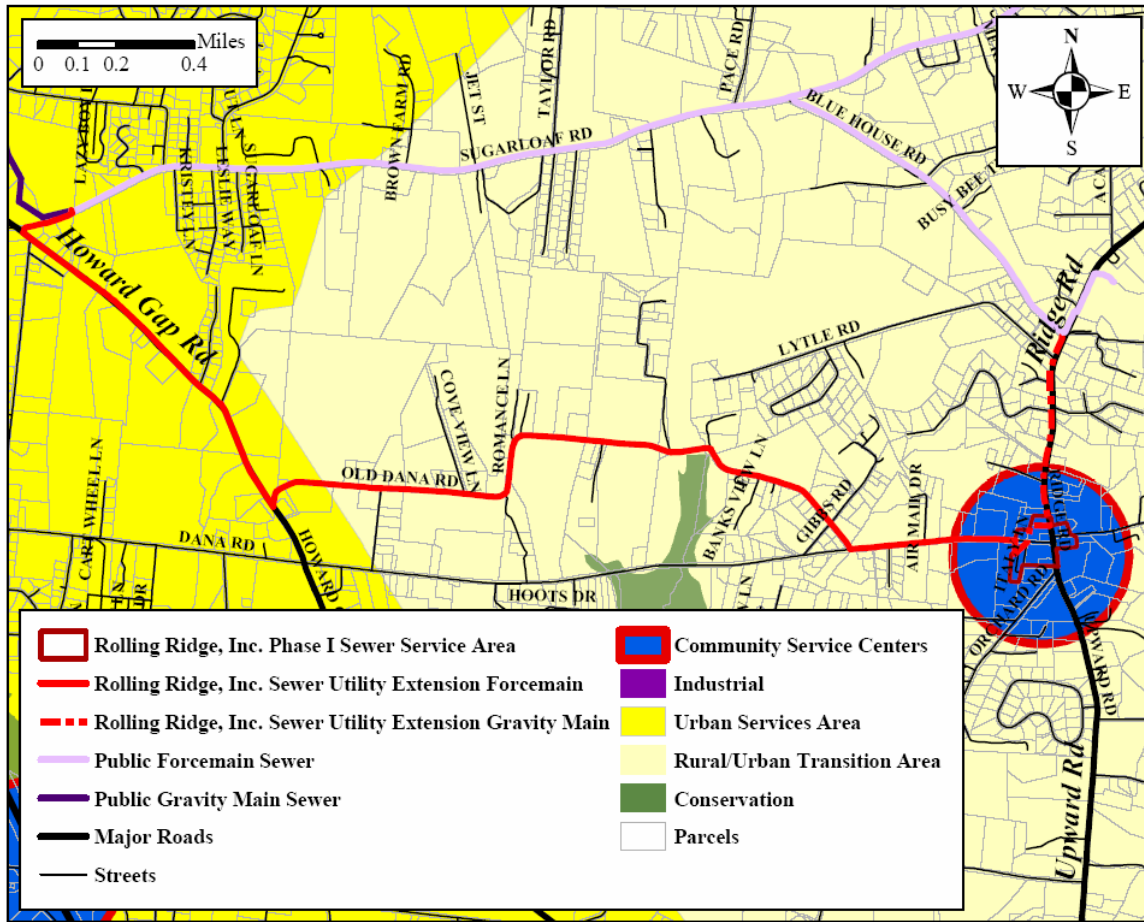 Miles
0 0.1 0.2 0.4
N
W E
S
JET ST
TAYLOR RD
PACE RD
BROWN FARM RD
SUGARLOAF RD
BLUE HOUSE RD
KRISTEY LN
LESLIE WAY
SUGARLOAF LN
Howard Gap Rd
Ridge Rd
LYTLE RD
COVE VIEW LN
ROMANCE LN
OLD DANA RD
BANKS VIEW LN
GIBBS RD
AIRMAIL DR
RIDGE RD
ITALY LN
CARTWHEEL LN
DANA RD
HOOTS DR
ORCHARD RD
UPWARD RD
Upward Rd
Rolling Ridge, Inc. Phase I Sewer Service Area
Rolling Ridge, Inc. Sewer Utility Extension Forcemain
Rolling Ridge, Inc. Sewer Utility Extension Gravity Main
Public Forcemain Sewer
Public Gravity Main Sewer
Major Roads
Streets
Community Service Centers
Industrial
Urban Services Area
Rural/Urban Transition Area
Conservation
Parcels